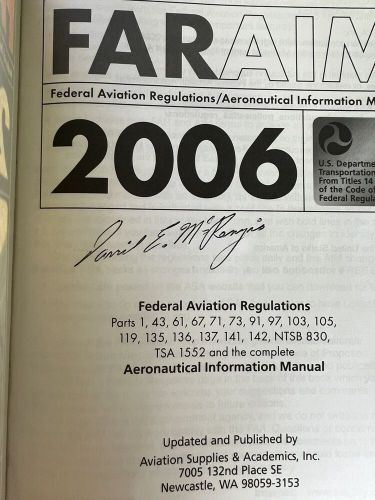 FARAIM
Federal Aviation Regulations/Aeronautical Information M
2006
U.S. Departme
Transportation
From Titles 14
of the Code of
Federal Regula
E. McKenzie
Federal Aviation Regulations
Parts 1, 43, 61, 67, 71, 73, 91, 97, 103, 105,
119, 135, 136, 137, 141, 142, NTSB 830,
TSA 1552 and the complete
Aeronautical Information Manual
Updated and Published by
Aviation Supplies & Academics, Inc.
7005 132nd Place SE
Newcastle, WA 98059-3153